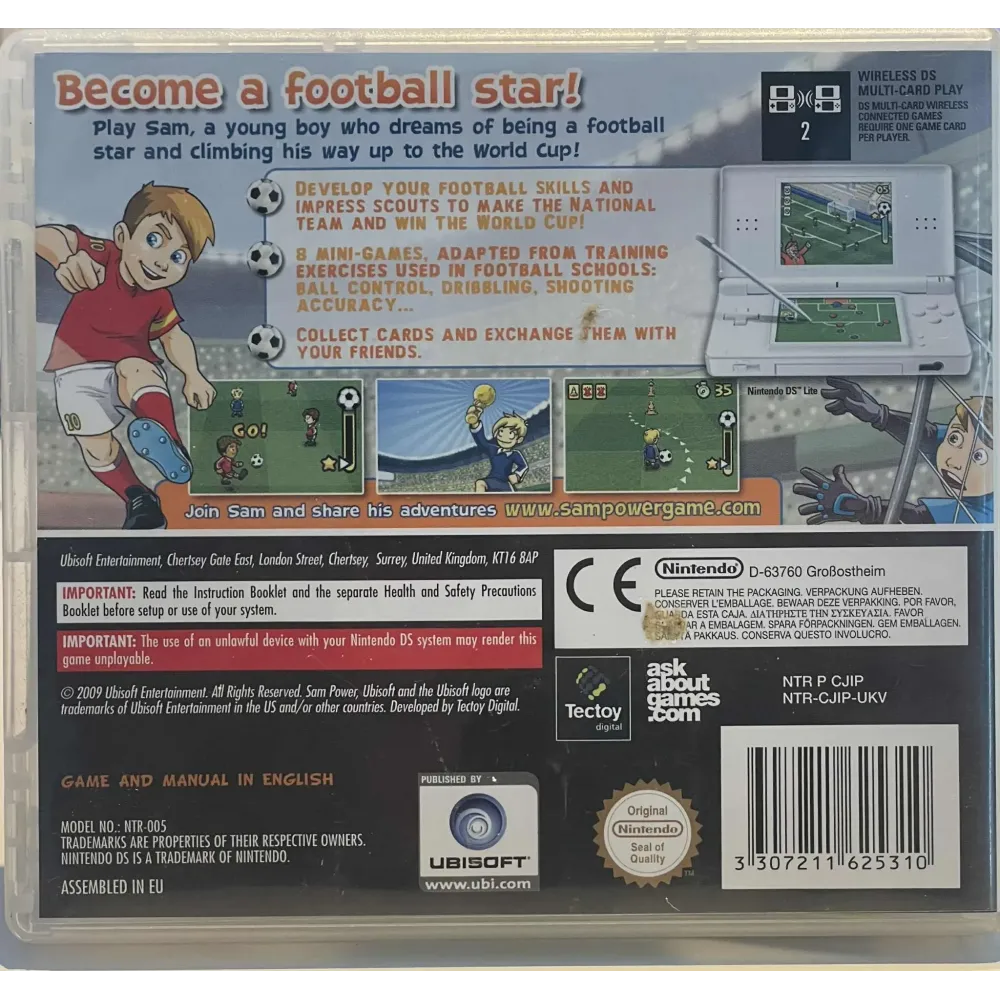 Become a football star!
Play Sam, a young boy who dreams of being a football
star and climbing his way up to the World Cup!
WIRELESS DS
MULTI-CARD PLAY
DS MULTI-CARD WIRELESS
CONNECTED GAMES
REQUIRE ONE GAME CARD
PER PLAYER.
2
DEVELOP YOUR FOOTBALL SKILLS AND
IMPRESS SCOUTS TO MAKE THE NATIONAL
TEAM AND WIN THE WORLD CUP!
8 MINI-GAMES, ADAPTED FROM TRAINING
EXERCISES USED IN FOOTBALL SCHOOLS:
BALL CONTROL, DRIBBLING, SHOOTING
ACCURACY...
COLLECT CARDS AND EXCHANGE THEM WITH
YOUR FRIENDS.
10
10
05
Nintendo DS™ Lite
GO!
35
Join Sam and share his adventures www.sampowergame.com
Ubisoft Entertainment, Chertsey Gate East, London Street, Chertsey, Surrey, United Kingdom, KT16 8AP
IMPORTANT: Read the Instruction Booklet and the separate Health and Safety Precautions
Booklet before setup or use of your system.
IMPORTANT: The use of an unlawful device with your Nintendo DS system may render this
game unplayable.
© 2009 Ubisoft Entertainment. All Rights Reserved. Sam Power, Ubisoft and the Ubisoft logo are
trademarks of Ubisoft Entertainment in the US and/or other countries. Developed by Tectoy Digital.
CE
Nintendo D-63760 Großostheim
PLEASE RETAIN THE PACKAGING. VERPACKUNG AUFHEBEN.
CONSERVER L'EMBALLAGE. BEWAAR DEZE VERPAKKING. POR FAVOR,
ESTA CAJA. ΔΙΑΤΗΡΗΣΤΕ ΤΗΝ ΣΥΣΚΕΥΑΣΙΑ. FAVOR
A EMBALAGEM. SPARA FÖRPACKNINGEN. GEM EMBALLAGEN.
PAKKAUS. CONSERVA QUESTO INVOLUCRO.
Tectoy
digital
ask
about
games
.com
NTR P CJIP
NTR-CJIP-UKV
GAME AND MANUAL IN ENGLISH
MODEL NO.: NTR-005
TRADEMARKS ARE PROPERTIES OF THEIR RESPECTIVE OWNERS.
NINTENDO DS IS A TRADEMARK OF NINTENDO.
ASSEMBLED IN EU
PUBLISHED BY
UBISOFT
www.ubi.com
Original
Nintendo
Seal of
Quality
TM
3 307211 625310